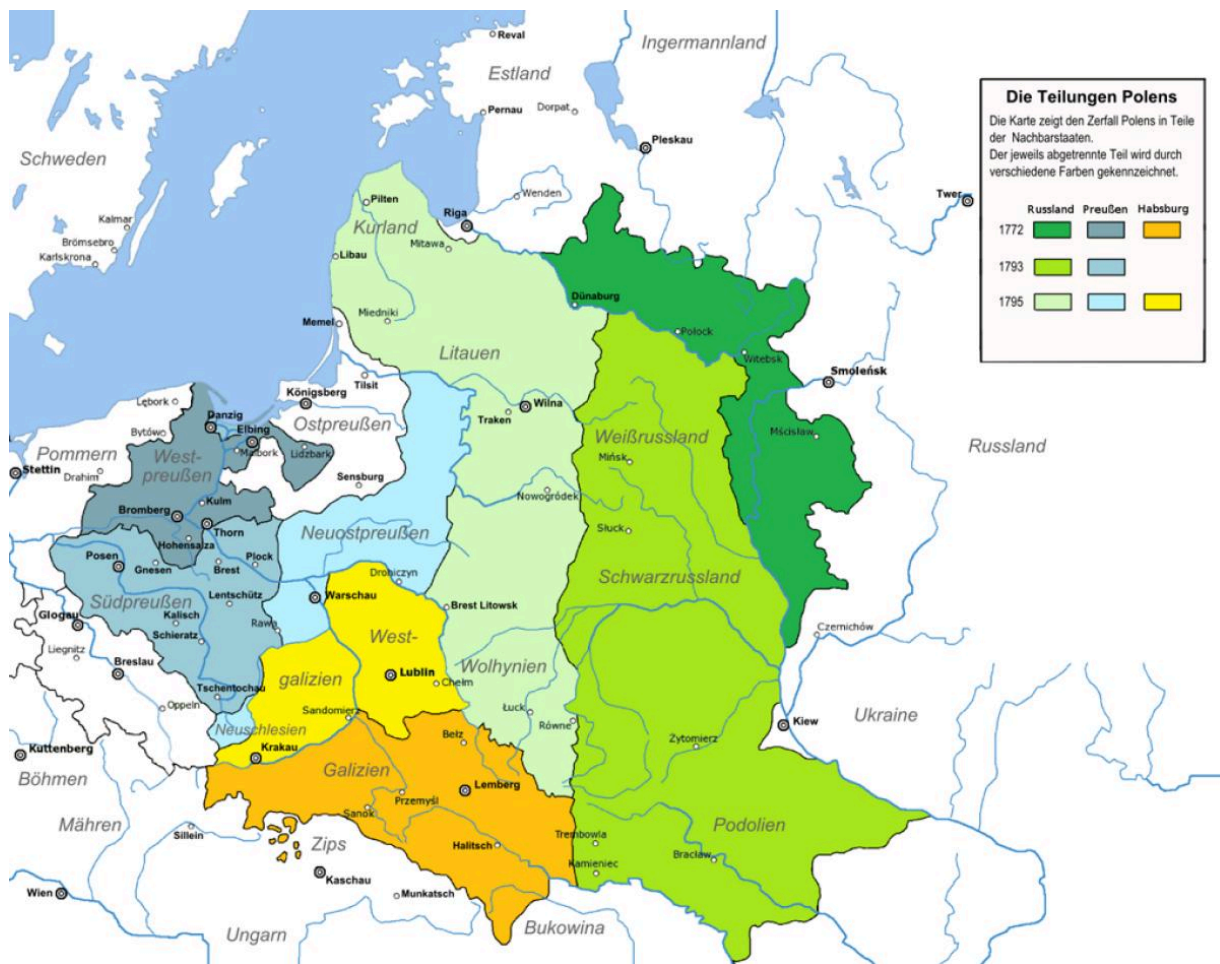 Reval
Ingermannland
Estland
Pernau
Dorpat
Pleskau
Schweden
Kalmar
Brömsebro
Karlskrona
Pilten
Wenden
Riga
Kurland
Mitawa
Libau
Twer
Die Teilungen Polens
Die Karte zeigt den Zerfall Polens in Teile
der Nachbarstaaten.
Der jeweils abgetrennte Teil wird durch
verschiedene Farben gekennzeichnet.
Russland Preußen Habsburg
1772
1793
1795
Dünaburg
Miedniki
Memel
Połock
Witebsk
Litauen
Smoleńsk
Tilsit
Königsberg
Lębork
Danzig
Wilna
Traken
Ostpreußen
Elbing
Bytów
Malbork
Lidzbark
Weißrussland
Mścisław
Russland
Pommern
West-
preußen
Stettin
Drahim
Sensburg
Mińsk
Nowogródek
Kulm
Bromberg
Thorn
Neuostpreußen
Słuck
Hohensalza
Posen
Gnesen
Brest
Plock
Drohiczyn
Schwarzrussland
Südpreußen
Lentschütz
Warschau
Brest Litowsk
Glogau
Kalisch
Schieratz
Rawa
Czernichów
Liegnitz
Breslau
West-
galizien
Lublin
Chełm
Wolhynien
Tschentochau
Oppeln
Sandomierz
Łuck
Równe
Kiew
Ukraine
Neuschlesien
Kuttenberg
Krakau
Bełz
Żytomierz
Böhmen
Galizien
Lemberg
Przemyśl
Sanok
Mähren
Sillein
Zips
Halitsch
Trembowla
Podolien
Kamieniec
Bracław
Kaschau
Wien
Munkatsch
Ungarn
Bukowina